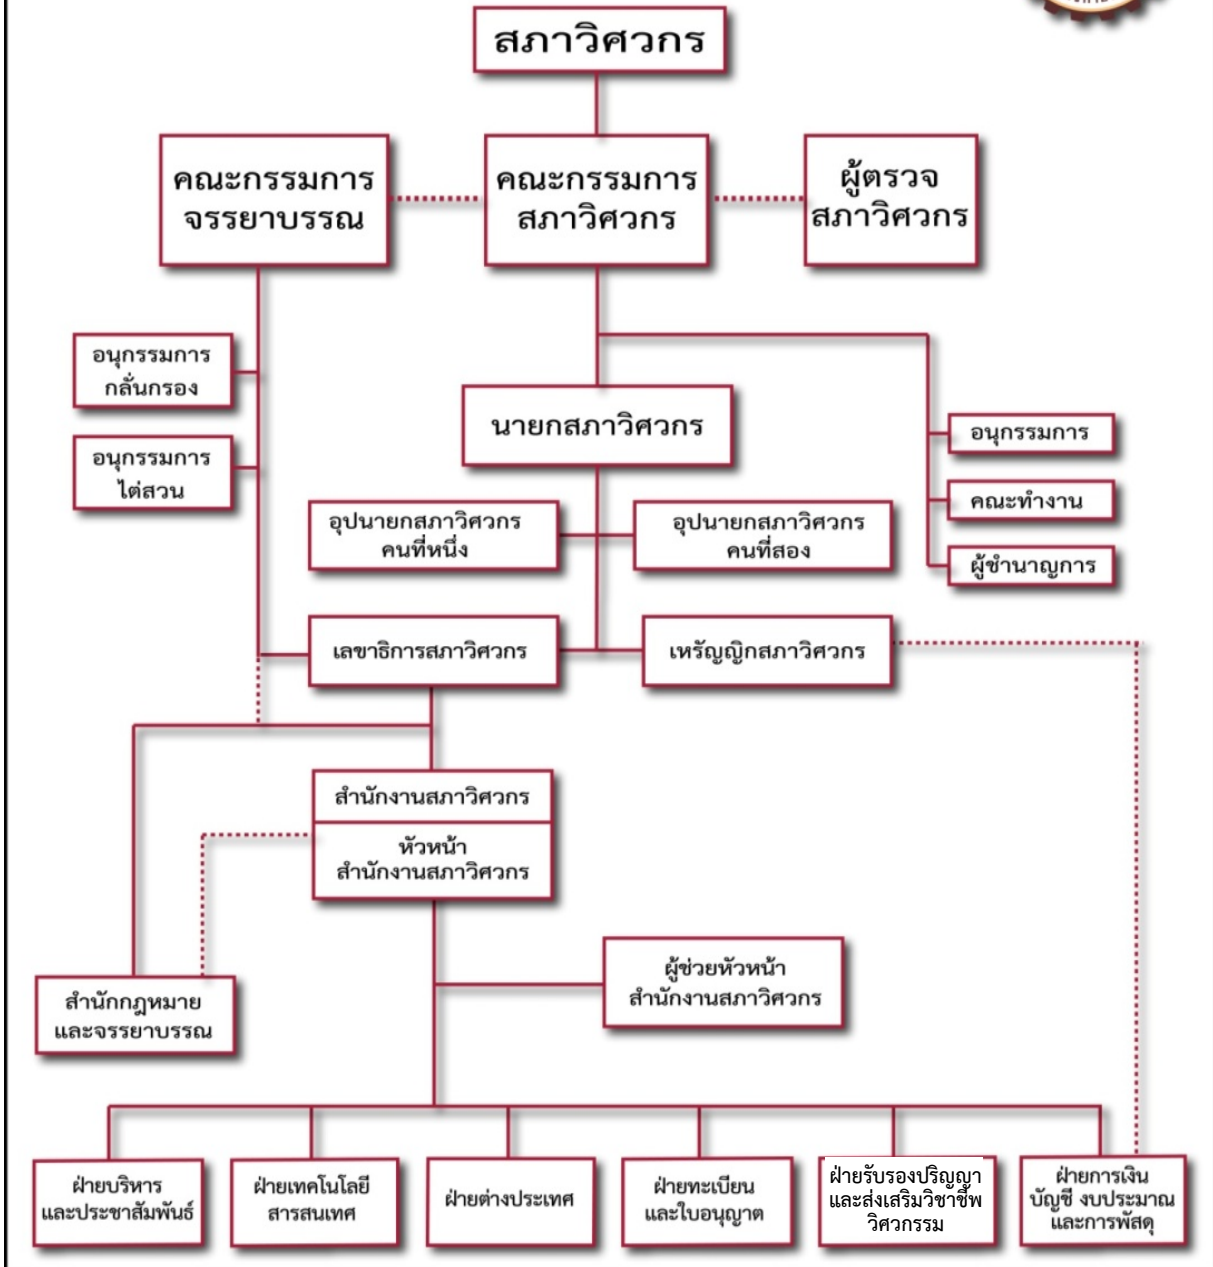 สภาวิศวกร
คณะกรรมการ
จรรยาบรรณ
คณะกรรมการ
สภาวิศวกร
ผู้ตรวจ
สภาวิศวกร
อนุกรรมการ
กลั่นกรอง
อนุกรรมการ
ไต่สวน
นายกสภาวิศวกร
อนุกรรมการ
คณะทำงาน
ผู้ชำนาญการ
อุปนายกสภาวิศวกร
คนที่หนึ่ง
อุปนายกสภาวิศวกร
คนที่สอง
เลขาธิการสภาวิศวกร
เหรัญญิกสภาวิศวกร
สำนักงานสภาวิศวกร
หัวหน้า
สำนักงานสภาวิศวกร
ผู้ช่วยหัวหน้า
สำนักงานสภาวิศวกร
สำนักกฎหมาย
และจรรยาบรรณ
ฝ่ายบริหาร
และประชาสัมพันธ์
ฝ่ายเทคโนโลยี
สารสนเทศ
ฝ่ายต่างประเทศ
ฝ่ายทะเบียน
และใบอนุญาต
ฝ่ายรับรองปริญญา
และส่งเสริมวิชาชีพ
วิศวกรรม
ฝ่ายการเงิน
บัญชี งบประมาณ
และการพัสดุ